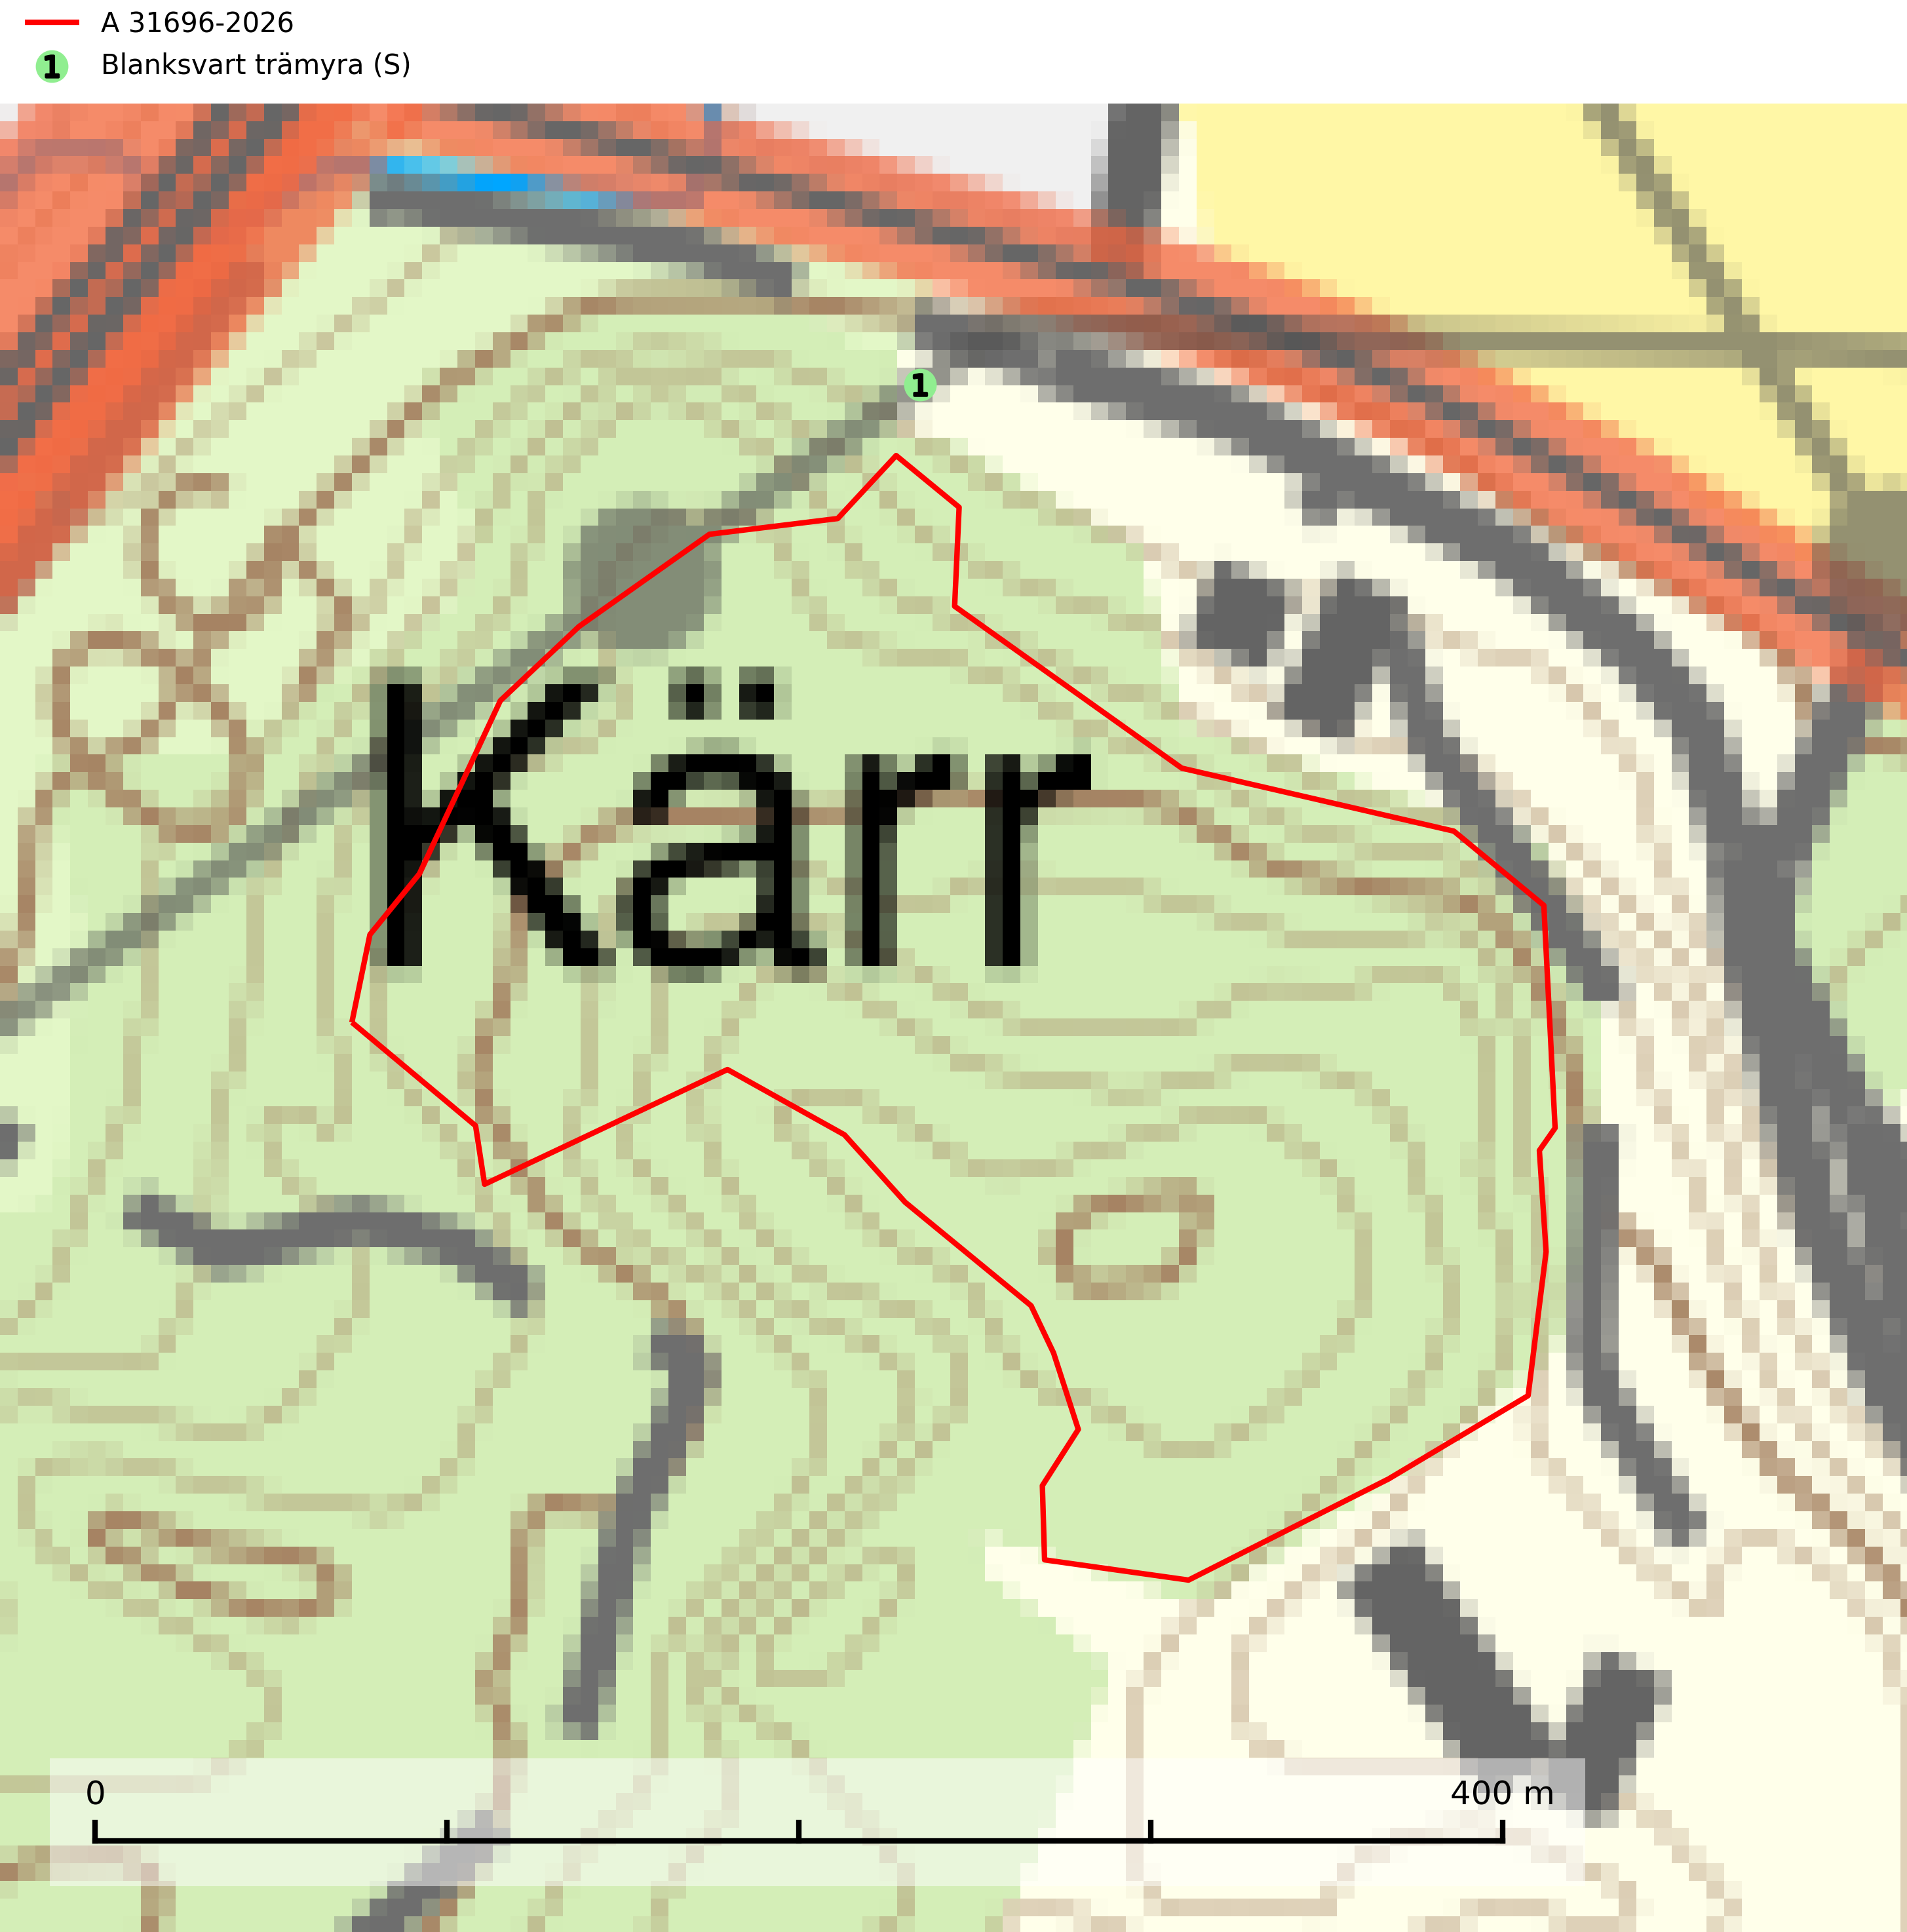 A 31696-2026
1 Blanksvart trämyra (S)
1
Kärr
0 400 m